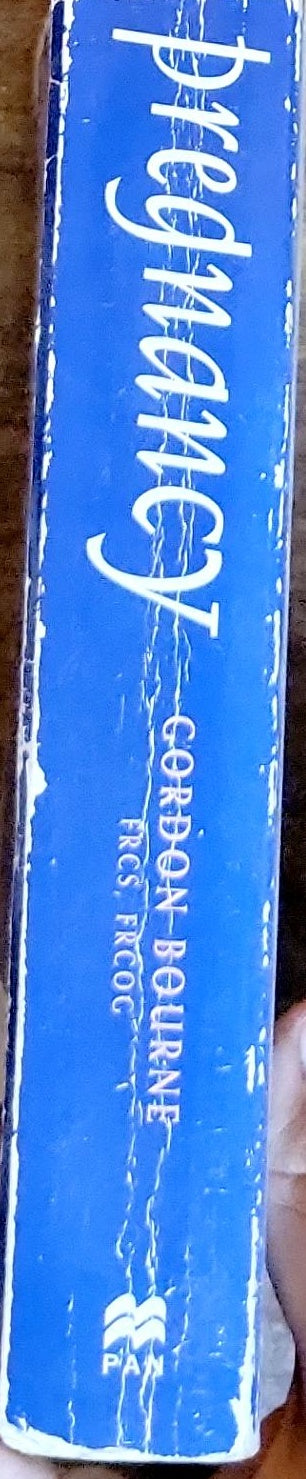 pregnancy
GORDON BOURNE
FRCS, FRCOG
PAN